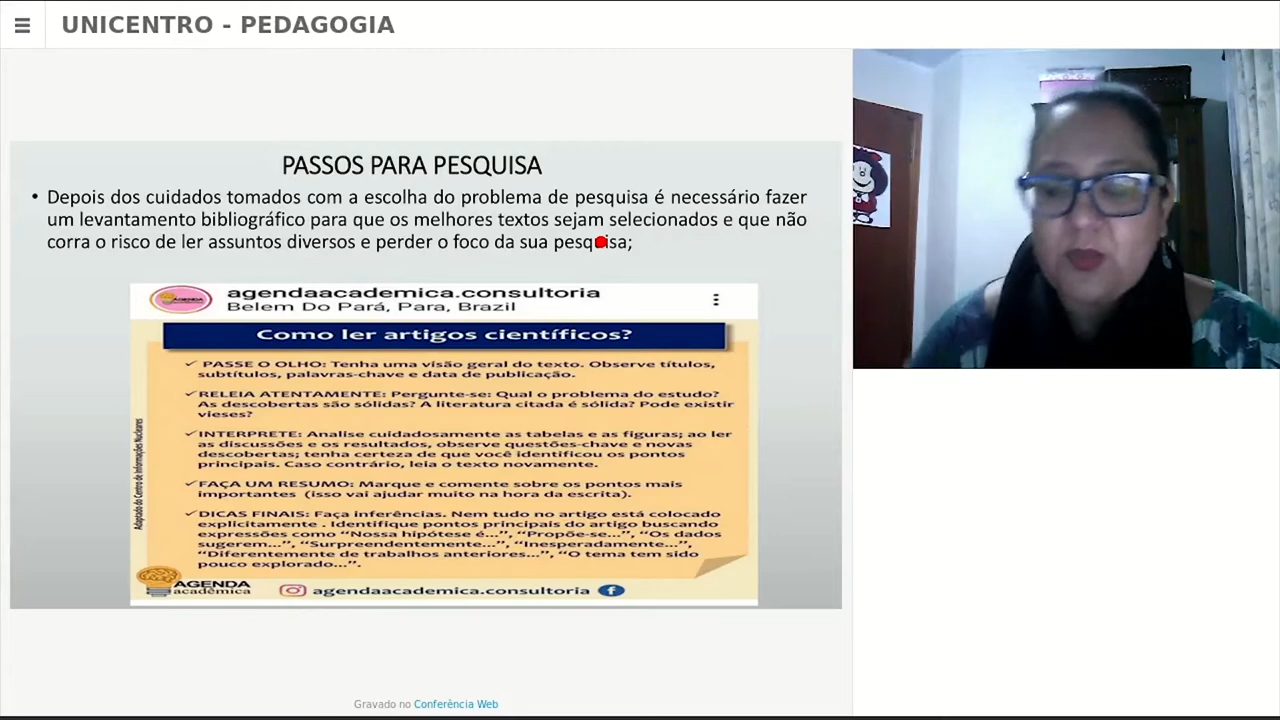 UNICENTRO - PEDAGOGIA
PASSOS PARA PESQUISA
• Depois dos cuidados tomados com a escolha do problema de pesquisa é necessário fazer
um levantamento bibliográfico para que os melhores textos sejam selecionados e que não
corra o risco de ler assuntos diversos e perder o foco da sua pesquisa;
agendaacademica.consultoria
Belem Do Pará, Para, Brazil
Como ler artigos científicos?
✓ PASSE O OLHO: Tenha uma visão geral do texto. Observe títulos,
subtítulos, palavras-chave e data de publicação.
✓RELEIA ATENTAMENTE: Pergunte-se: Qual o problema do estudo?
As descobertas são sólidas? A literatura citada é sólida? Pode existir
vieses?
✓INTERPRETE: Analise cuidadosamente as tabelas e as figuras; ao ler
as discussões e os resultados, observe questões-chave e novas
descobertas; tenha certeza de que você identificou os pontos
principais. Caso contrário, leia o texto novamente.
✓FAÇA UM RESUMO: Marque e comente sobre os pontos mais
importantes (isso vai ajudar muito na hora da escrita).
✓DICAS FINAIS: Faça inferências. Nem tudo no artigo está colocado
explicitamente . Identifique pontos principais do artigo buscando
expressões como “Nossa hipótese é...”, “Propõe-se...”, “Os dados
sugerem...”, “Surpreendentemente...”, “Inesperadamente...”,
“Diferentemente de trabalhos anteriores...”, “O tema tem sido
pouco explorado...”.
Adaptado do Centro de Informações Nucleares
AGENDA
acadêmica
agendaacademica.consultoria
Gravado no Conferência Web